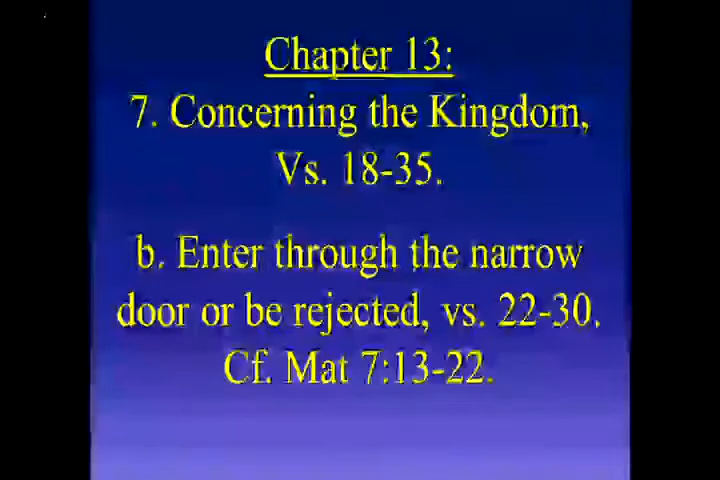 Chapter 13:
7. Concerning the Kingdom,
Vs. 18-35.
b. Enter through the narrow
door or be rejected, vs. 22-30.
Cf. Mat 7:13-22.